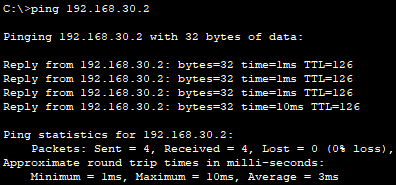 C:\>ping 192.168.30.2
Pinging 192.168.30.2 with 32 bytes of data:
Reply from 192.168.30.2: bytes=32 time=1ms TTL=126
Reply from 192.168.30.2: bytes=32 time=1ms TTL=126
Reply from 192.168.30.2: bytes=32 time=1ms TTL=126
Reply from 192.168.30.2: bytes=32 time=10ms TTL=126
Ping statistics for 192.168.30.2:
Packets: Sent = 4, Received = 4, Lost = 0 (0% loss),
Approximate round trip times in milli-seconds:
Minimum = 1ms, Maximum = 10ms, Average = 3ms